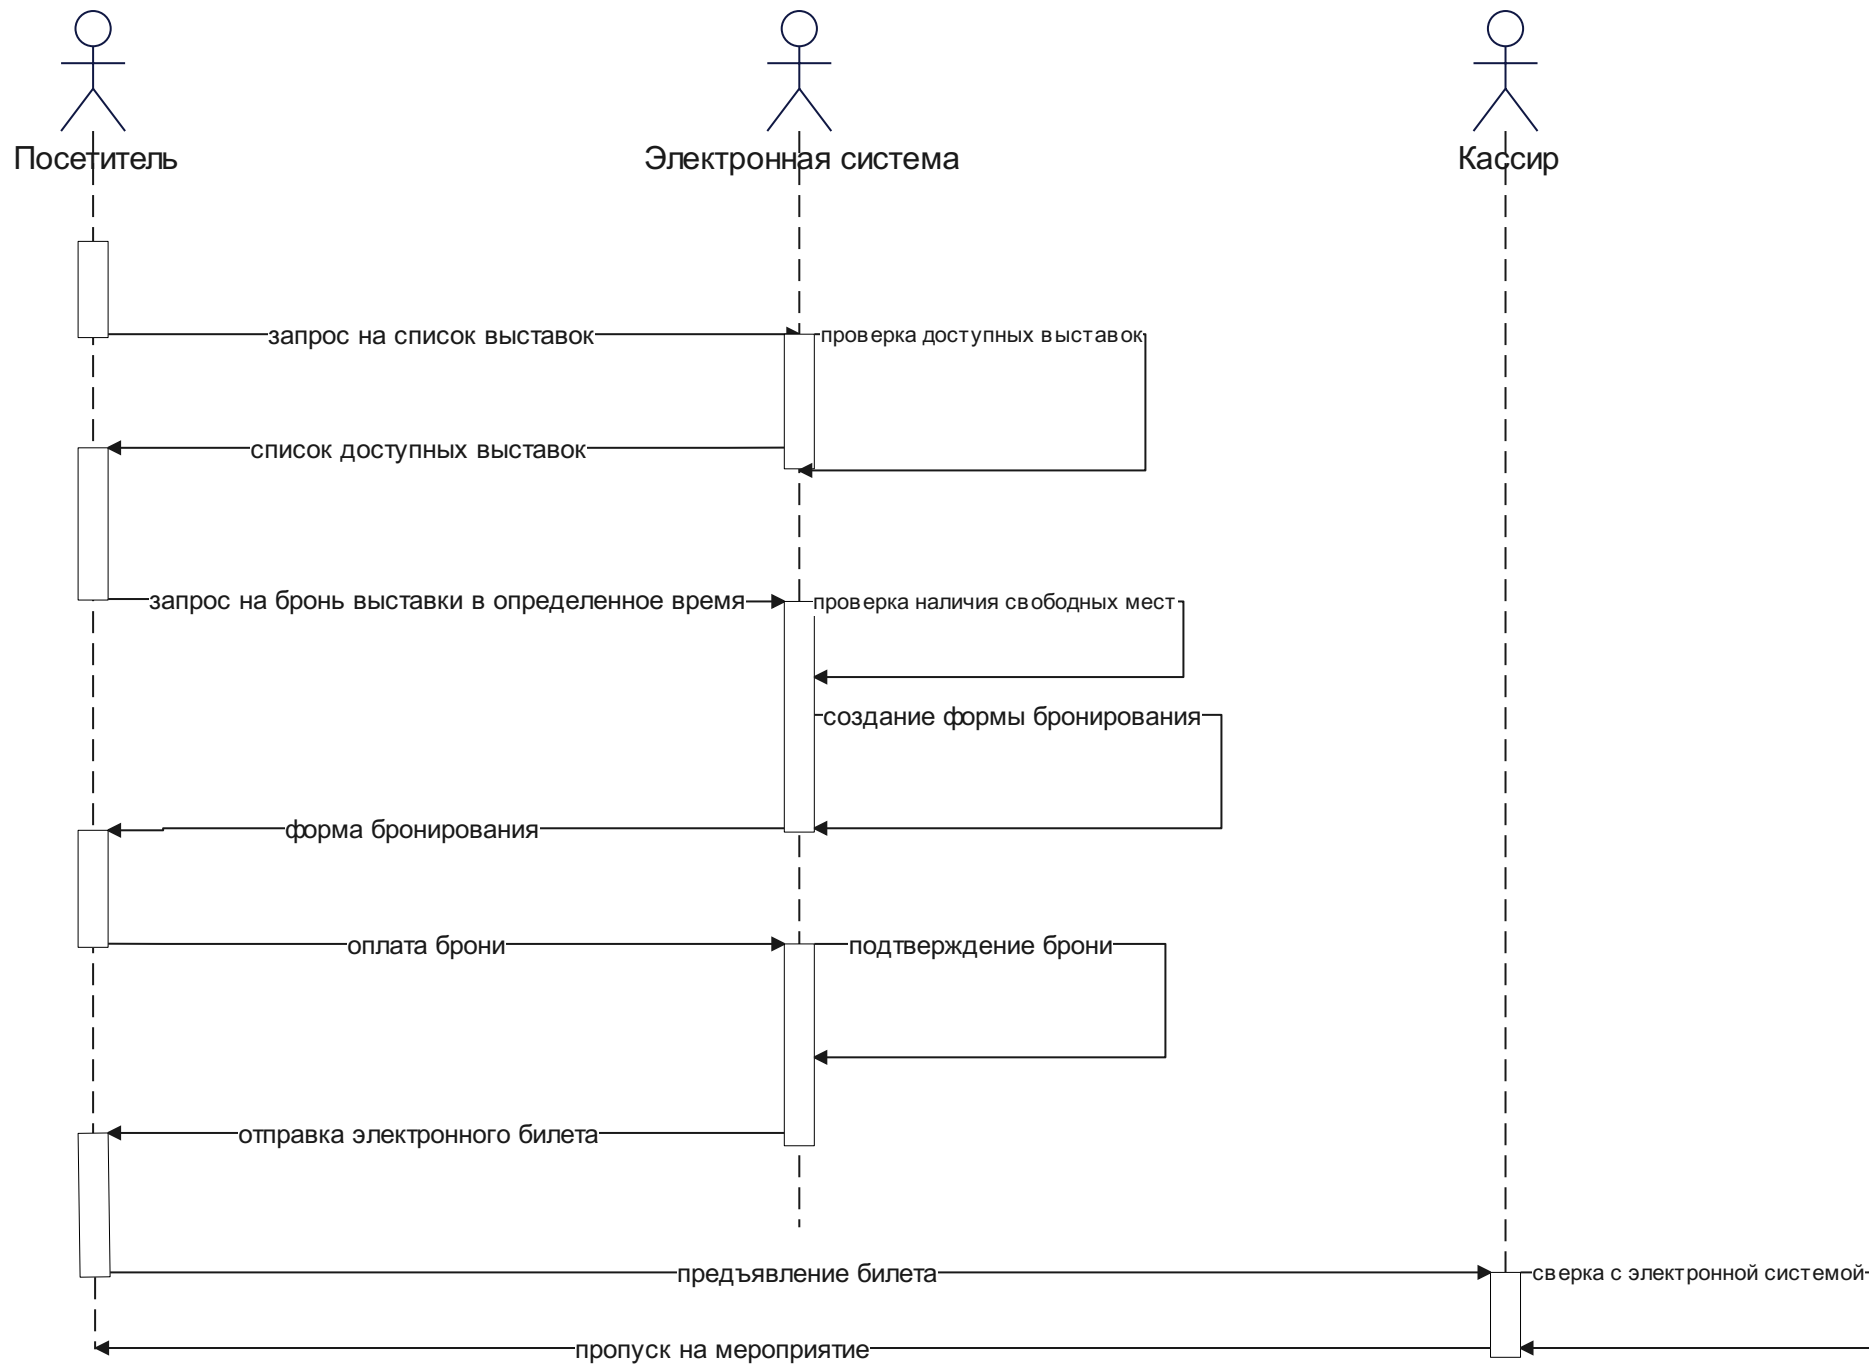 Посетитель
Электронная система
Кассир
запрос на список выставок
проверка доступных выставок
список доступных выставок
запрос на бронь выставки в определенное время
проверка наличия свободных мест
создание формы бронирования
форма бронирования
оплата брони
подтверждение брони
отправка электронного билета
предъявление билета
сверка с электронной системой
пропуск на мероприятие